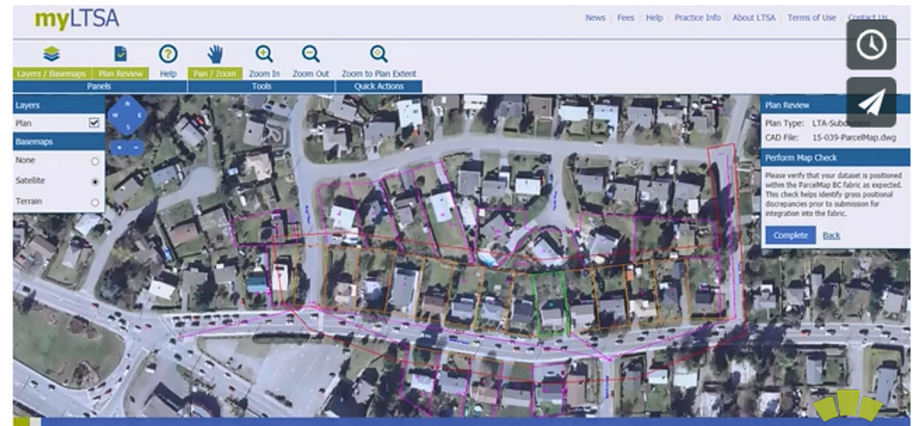 myLTSA
News | Fees | Help | Practice Info | About LTSA | Terms of Use | Contact Us
Layers / Basemaps Plan Review Help Pan / Zoom Zoom In Zoom Out Zoom to Plan Extent
Panels Tools Quick Actions
Layers
Plan
Basemaps
None
Satellite
Terrain
N
W E
S
Plan Review
Plan Type: LTA-Subdivision
CAD File: 15-039-ParcelMap.dwg
Perform Map Check
Please verify that your dataset is positioned
within the ParcelMap BC fabric as expected.
This check helps identify gross positional
discrepancies prior to submission for
integration into the fabric.
Complete Back